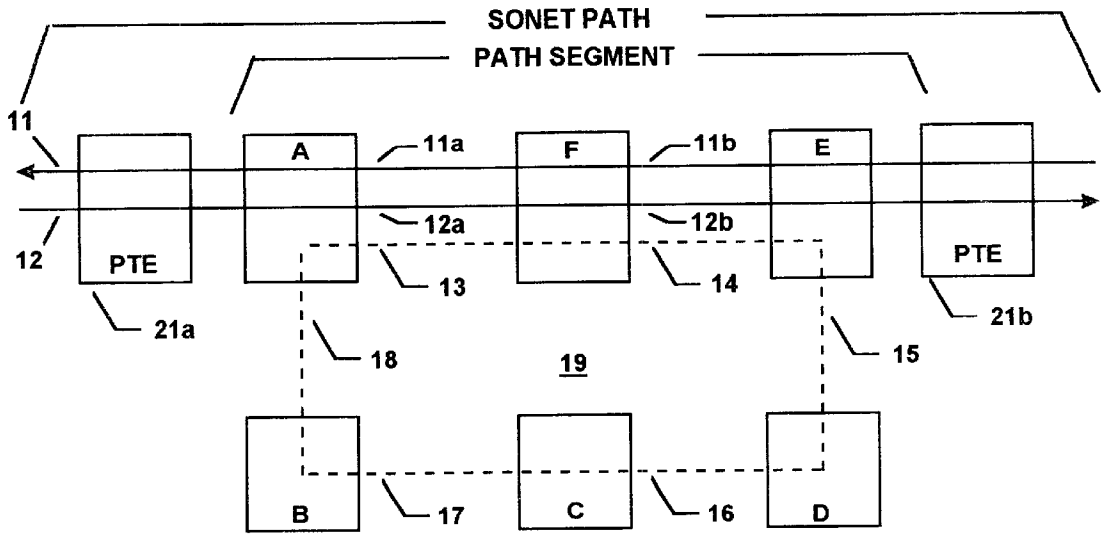 SONET PATH
PATH SEGMENT
11
A
11a
F
11b
E
12
PTE
12a
12b
PTE
13
14
21a
21b
18
19
15
B
17
C
16
D